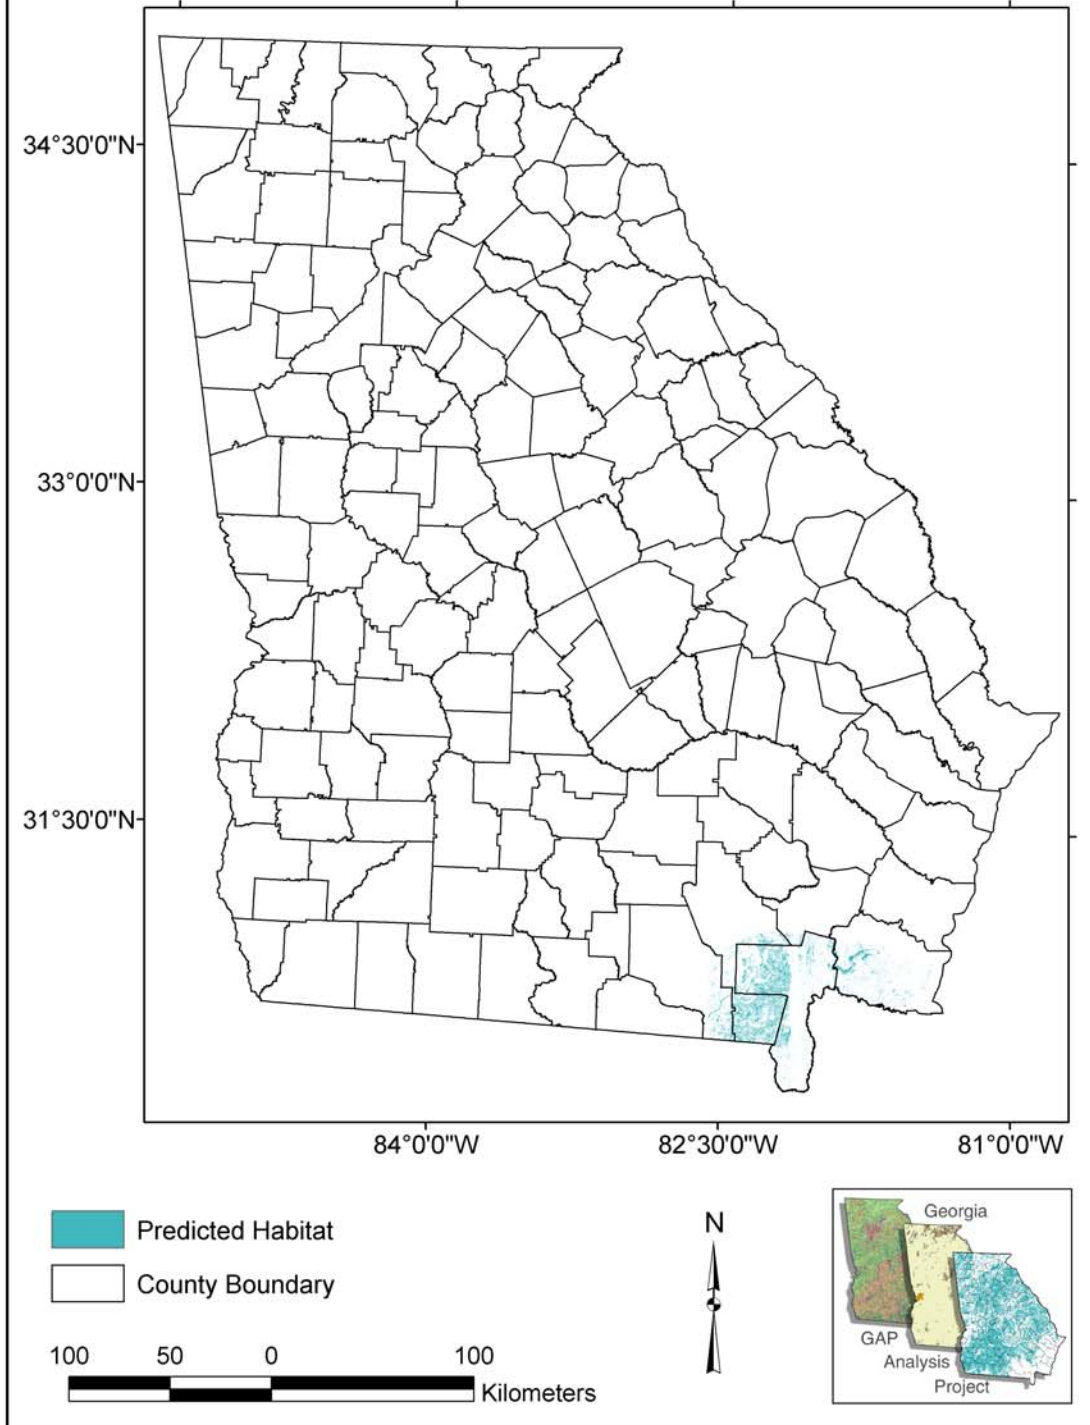 34°30'0"N
33°0'0"N
31°30'0"N
84°0'0"W 82°30'0"W 81°0'0"W
Predicted Habitat
County Boundary
100 50 0 100
Kilometers
N
Georgia
GAP
Analysis
Project